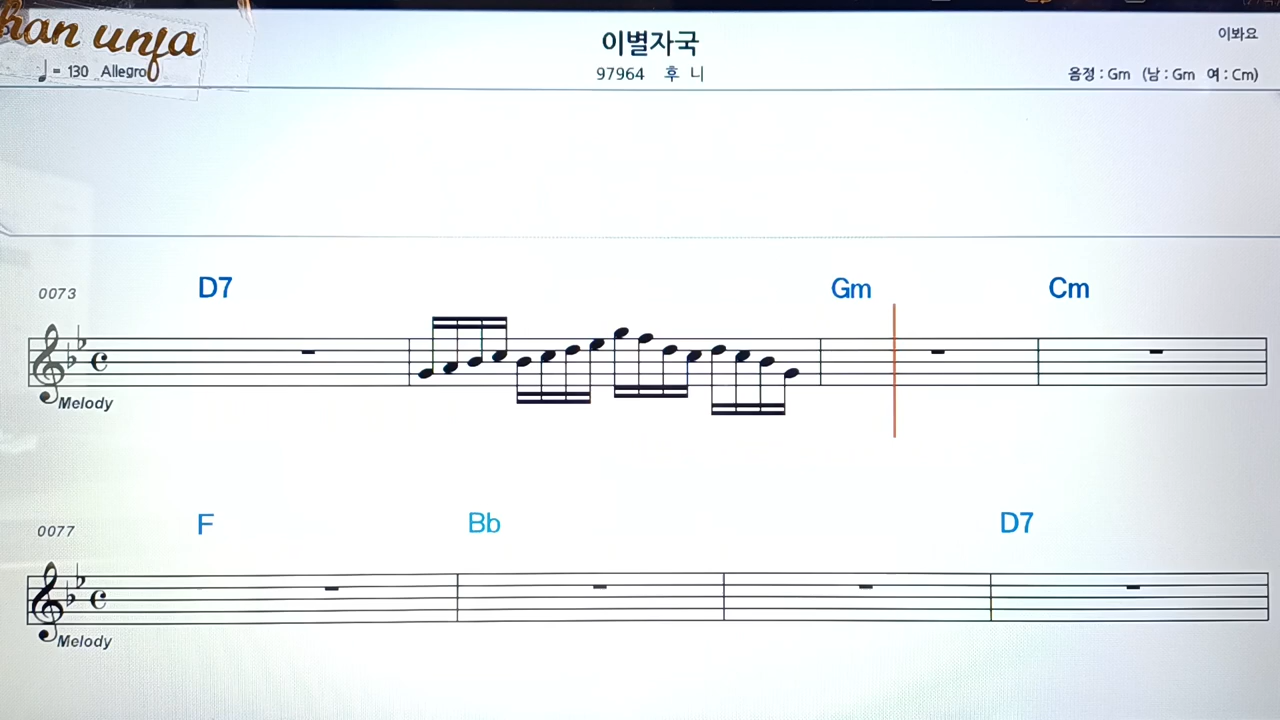 han unfa
♩ = 130 Allegro
이별자국
97964 후 니
이봐요
음정 : Gm (남 : Gm 여 : Cm)
0073 D7 Gm Cm
Melody
0077 F Bb D7
Melody